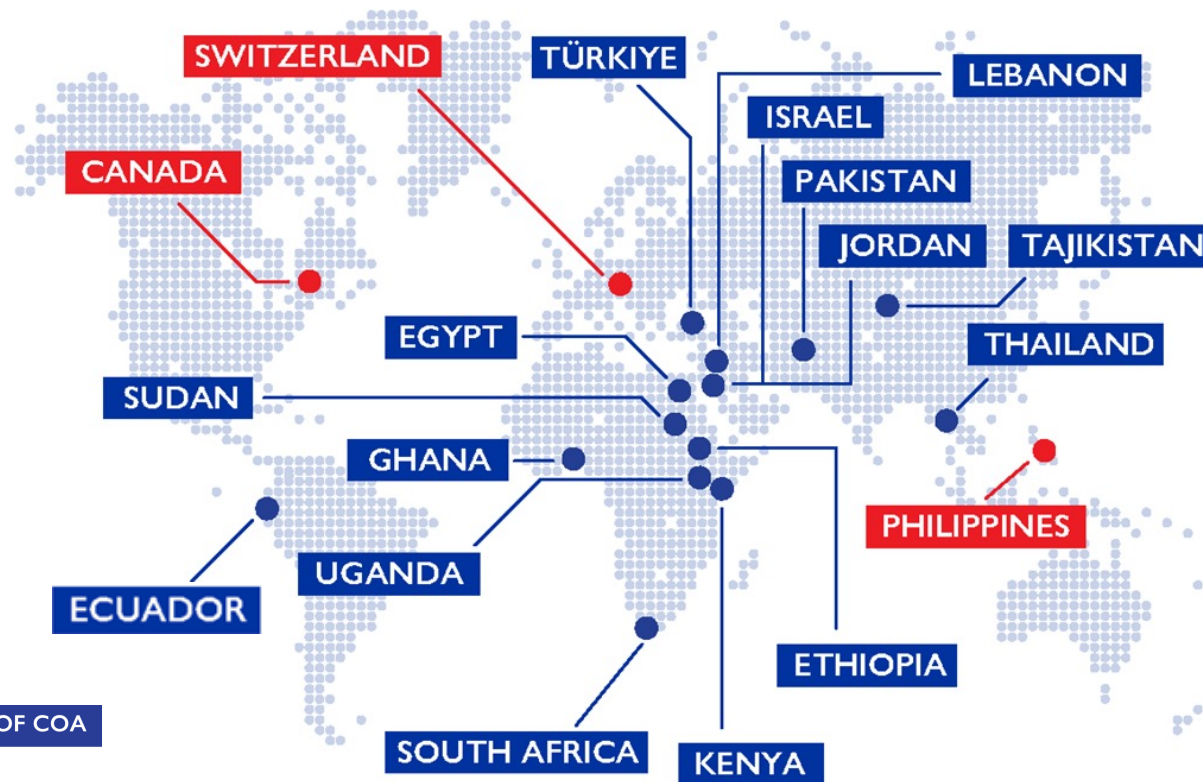 SWITZERLAND
TÜRKIYE
LEBANON
ISRAEL
CANADA
PAKISTAN
JORDAN
TAJIKISTAN
EGYPT
THAILAND
SUDAN
GHANA
PHILIPPINES
UGANDA
ECUADOR
ETHIOPIA
OF COA
SOUTH AFRICA
KENYA